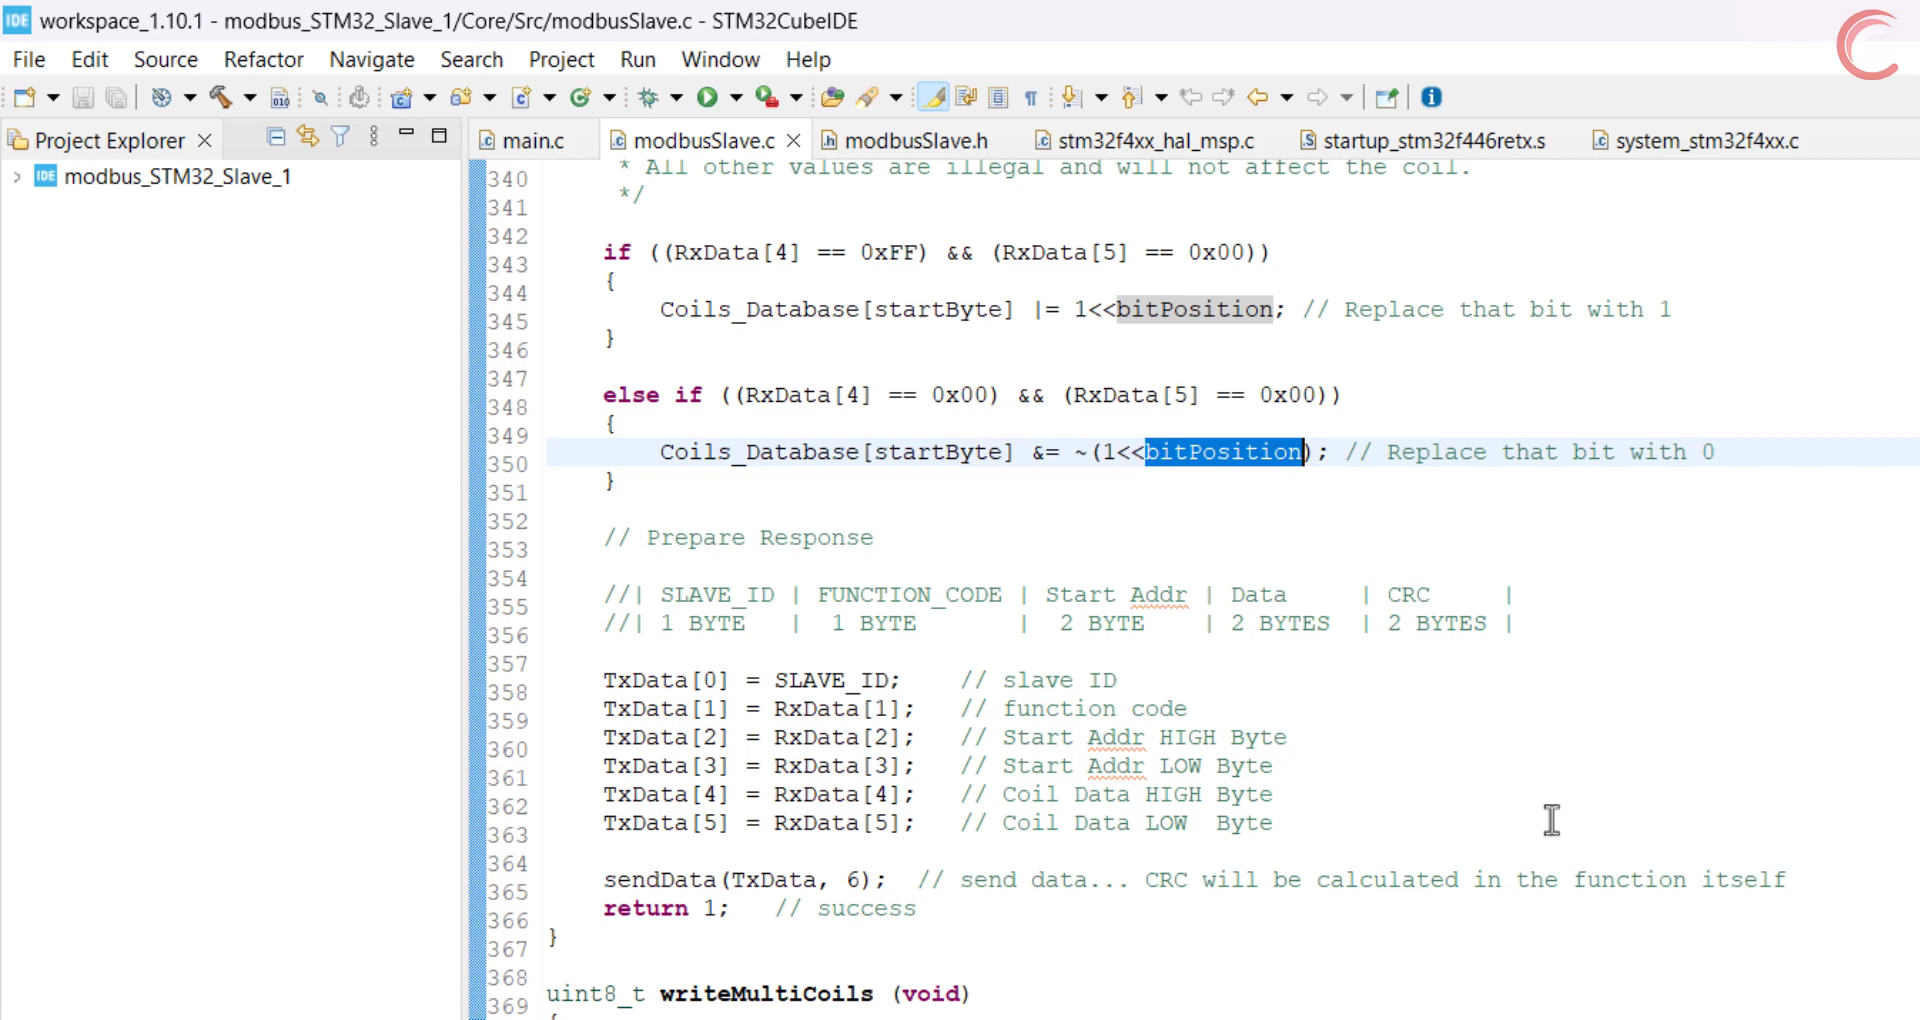 IDE workspace_1.10.1 - modbus_STM32_Slave_1/Core/Src/modbusSlave.c - STM32CubeIDE
File Edit Source Refactor Navigate Search Project Run Window Help
010
Project Explorer
main.c modbusSlave.c modbusSlave.h stm32f4xx_hal_msp.c startup_stm32f446retx.s system_stm32f4xx.c
IDE modbus_STM32_Slave_1
340 * All other values are illegal and will not affect the coil.
341 */
342
343 if ((RxData[4] == 0xFF) && (RxData[5] == 0x00))
344 {
345 Coils_Database[startByte] |= 1<<bitPosition; // Replace that bit with 1
346 }
347
348 else if ((RxData[4] == 0x00) && (RxData[5] == 0x00))
349 {
350 Coils_Database[startByte] &= ~(1<<bitPosition); // Replace that bit with 0
351 }
352
353 // Prepare Response
354
355 //| SLAVE_ID | FUNCTION_CODE | Start Addr | Data | CRC |
356 //| 1 BYTE | 1 BYTE | 2 BYTE | 2 BYTES | 2 BYTES |
357
358 TxData[0] = SLAVE_ID; // slave ID
359 TxData[1] = RxData[1]; // function code
360 TxData[2] = RxData[2]; // Start Addr HIGH Byte
361 TxData[3] = RxData[3]; // Start Addr LOW Byte
362 TxData[4] = RxData[4]; // Coil Data HIGH Byte
363 TxData[5] = RxData[5]; // Coil Data LOW Byte
364
365 sendData(TxData, 6); // send data... CRC will be calculated in the function itself
366 return 1; // success
367 }
368
369 uint8_t writeMultiCoils (void)
{